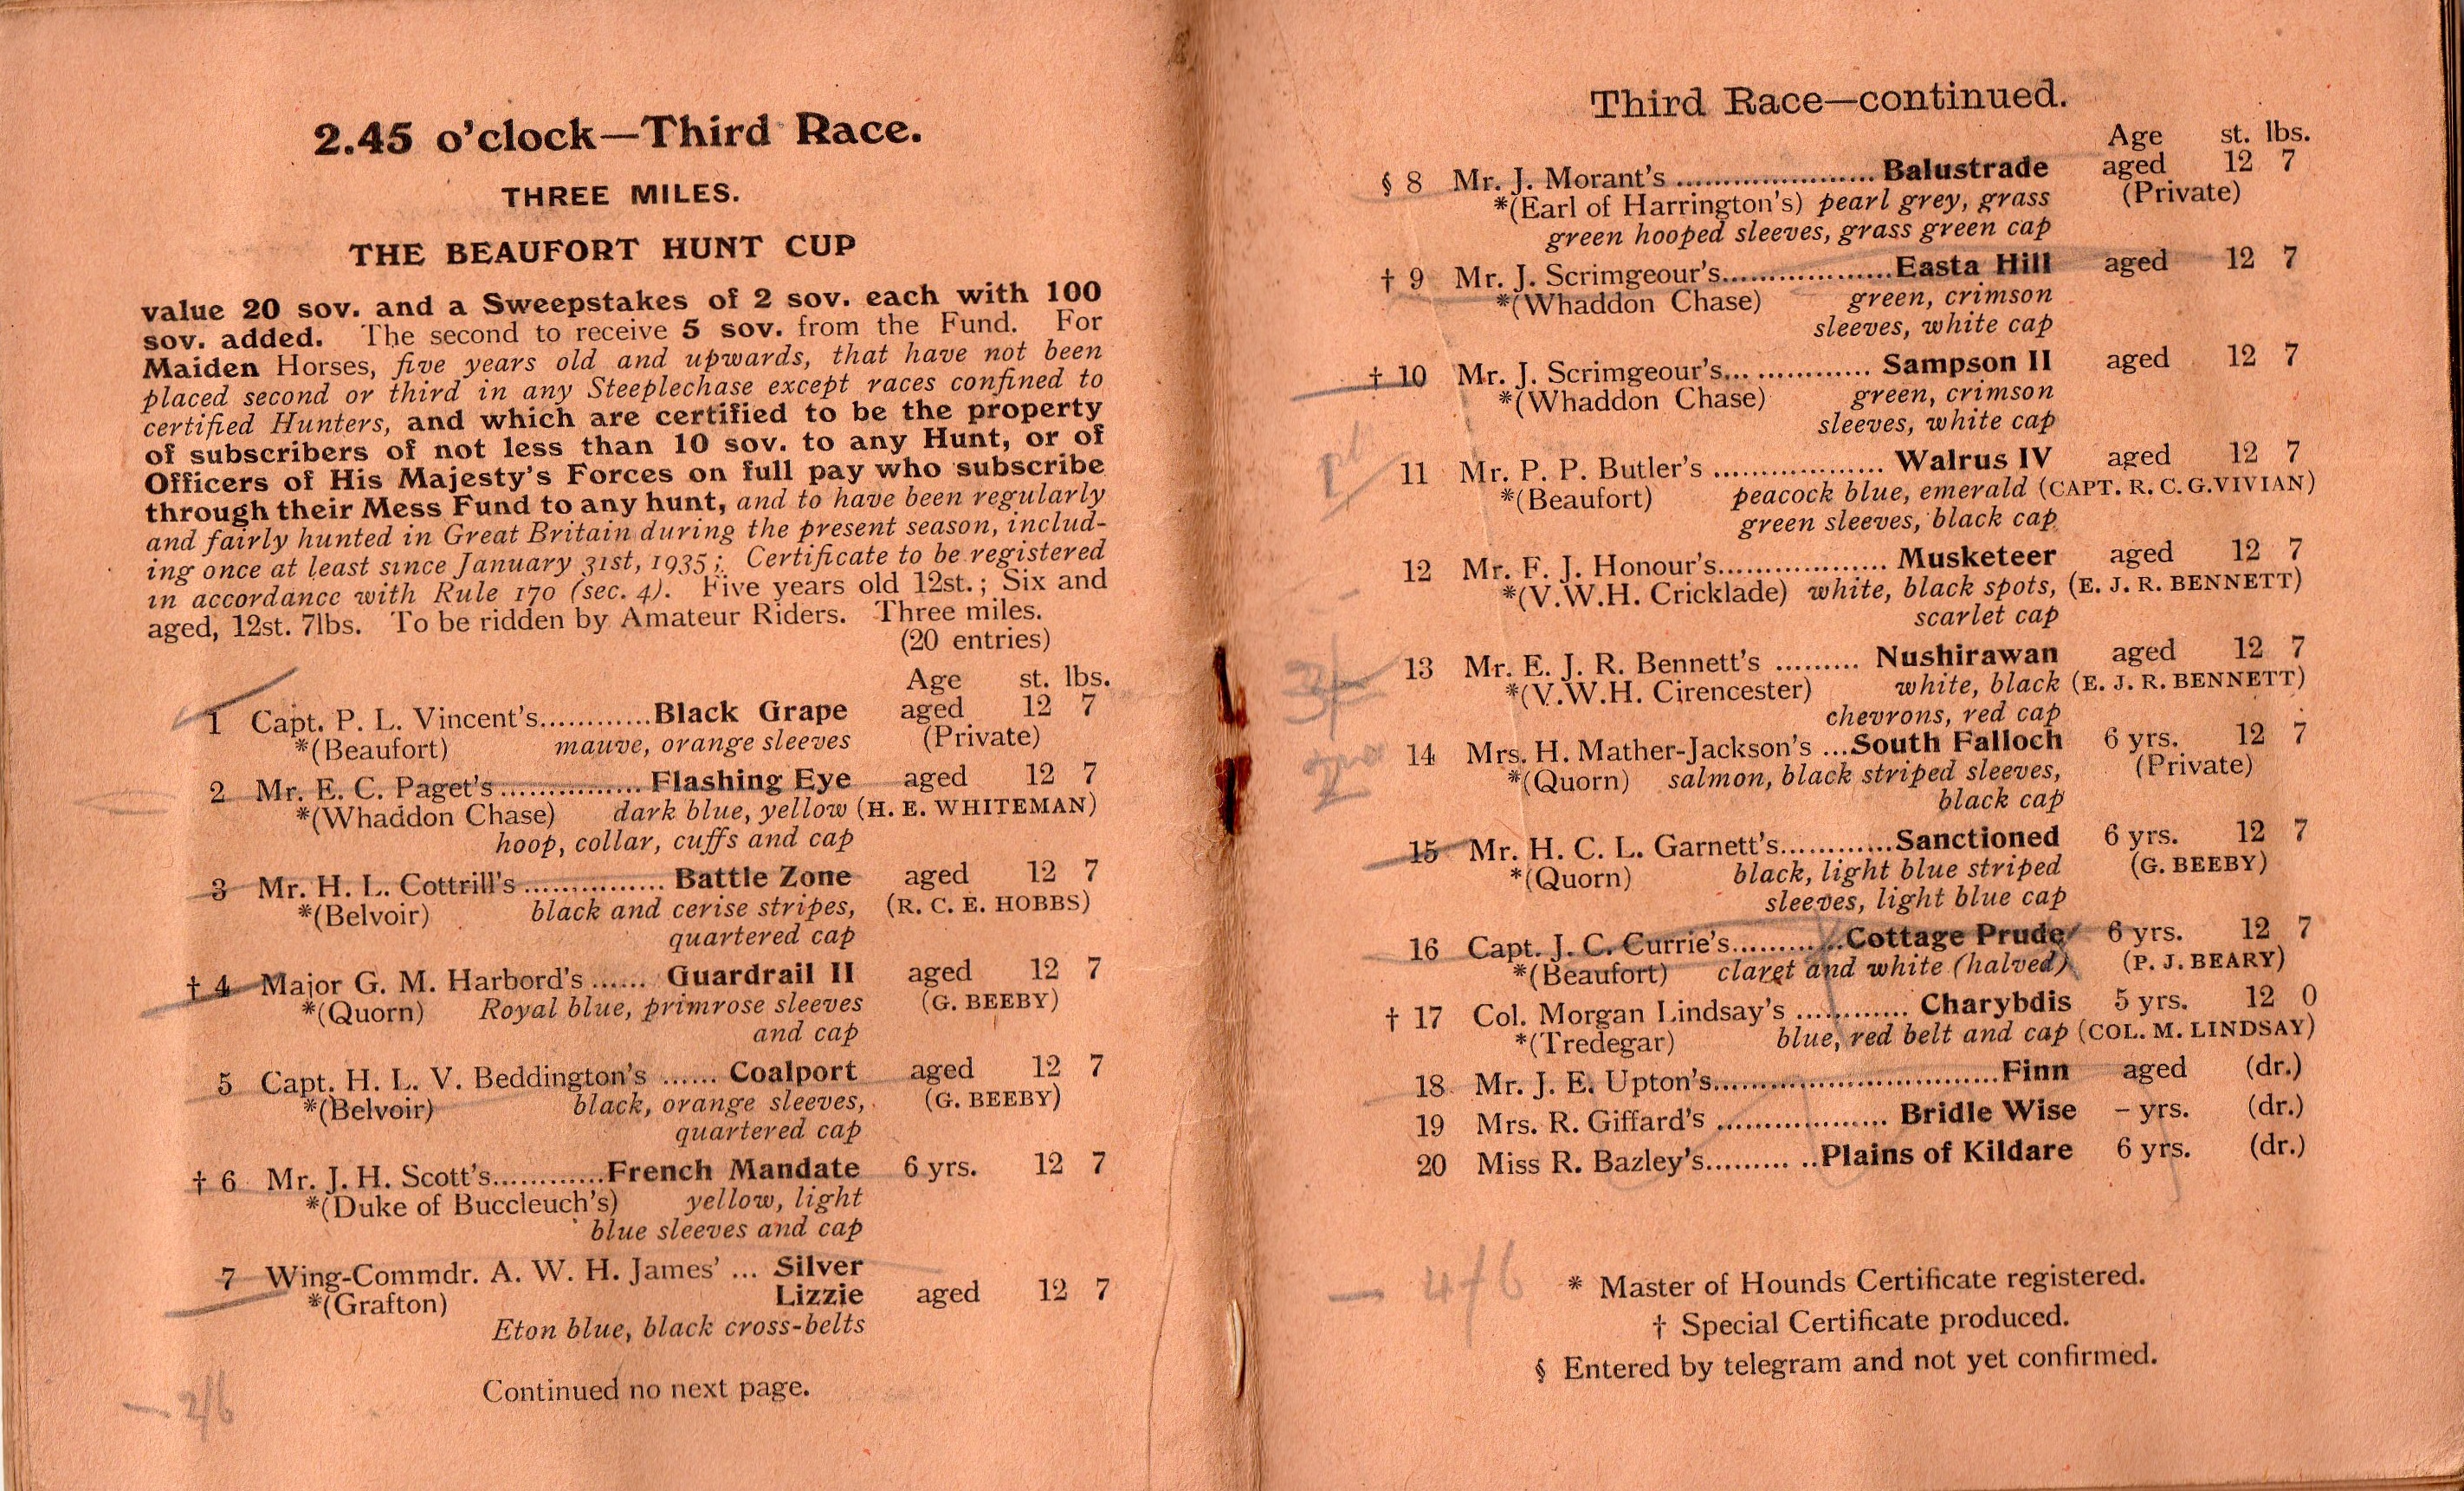 2.45 o'clock—Third Race.
THREE MILES.
THE BEAUFORT HUNT CUP
value 20 sov. and a Sweepstakes of 2 sov. each with 100
sov. added. The second to receive 5 sov. from the Fund. For
Maiden Horses, five years old and upwards, that have not been
placed second or third in any Steeplechase except races confined to
certified Hunters, and which are certified to be the property
of subscribers of not less than 10 sov. to any Hunt, or of
Officers of His Majesty's Forces on full pay who subscribe
through their Mess Fund to any hunt, and to have been regularly
and fairly hunted in Great Britain during the present season, includ-
ing once at least since January 31st, 1935; Certificate to be registered
in accordance with Rule 170 (sec. 4). Five years old 12st.; Six and
aged, 12st. 7lbs. To be ridden by Amateur Riders. Three miles.
(20 entries)
Age st. lbs.
1 Capt. P. L. Vincent's............Black Grape aged 12 7
*(Beaufort) mauve, orange sleeves (Private)
2 Mr. E. C. Paget's................ Flashing Eye aged 12 7
*(Whaddon Chase) dark blue, yellow (H. E. WHITEMAN)
hoop, collar, cuffs and cap
3 Mr. H. L. Cottrill's ............... Battle Zone aged 12 7
*(Belvoir) black and cerise stripes, (R. C. E. HOBBS)
quartered cap
† 4 Major G. M. Harbord's ...... Guardrail II aged 12 7
*(Quorn) Royal blue, primrose sleeves (G. BEEBY)
and cap
5 Capt. H. L. V. Beddington's ...... Coalport aged 12 7
*(Belvoir) black, orange sleeves, (G. BEEBY)
quartered cap
† 6 Mr. J. H. Scott's............French Mandate 6 yrs. 12 7
*(Duke of Buccleuch's) yellow, light
blue sleeves and cap
7 Wing-Commdr. A. W. H. James' ... Silver
Lizzie aged 12 7
*(Grafton)
Eton blue, black cross-belts
Continued no next page.
— 2/6
Third Race—continued.
Age st. lbs.
§ 8 Mr. J. Morant's ......................Balustrade aged 12 7
*(Earl of Harrington's) pearl grey, grass (Private)
green hooped sleeves, grass green cap
† 9 Mr. J. Scrimgeour's...................Easta Hill aged 12 7
*(Whaddon Chase) green, crimson
sleeves, white cap
† 10 Mr. J. Scrimgeour's... ............. Sampson II aged 12 7
*(Whaddon Chase) green, crimson
sleeves, white cap
11 Mr. P. P. Butler's ................... Walrus IV aged 12 7
*(Beaufort) peacock blue, emerald (CAPT. R. C. G. VIVIAN)
green sleeves, black cap
12 Mr. F. J. Honour's................... Musketeer aged 12 7
*(V.W.H. Cricklade) white, black spots, (E. J. R. BENNETT)
scarlet cap
13 Mr. E. J. R. Bennett's ......... Nushirawan aged 12 7
*(V.W.H. Cirencester) white, black (E. J. R. BENNETT)
chevrons, red cap
14 Mrs. H. Mather-Jackson's ...South Falloch 6 yrs. 12 7
*(Quorn) salmon, black striped sleeves, (Private)
black cap
15 Mr. H. C. L. Garnett's............Sanctioned 6 yrs. 12 7
*(Quorn) black, light blue striped (G. BEEBY)
sleeves, light blue cap
16 Capt. J. C. Currie's............Cottage Prude 6 yrs. 12 7
*(Beaufort) claret and white (halved) (P. J. BEARY)
† 17 Col. Morgan Lindsay's ............ Charybdis 5 yrs. 12 0
*(Tredegar) blue, red belt and cap (COL. M. LINDSAY)
18 Mr. J. E. Upton's................................Finn aged (dr.)
19 Mrs. R. Giffard's ................... Bridle Wise – yrs. (dr.)
20 Miss R. Bazley's......... ..Plains of Kildare 6 yrs. (dr.)
— 4/6
* Master of Hounds Certificate registered.
† Special Certificate produced.
§ Entered by telegram and not yet confirmed.